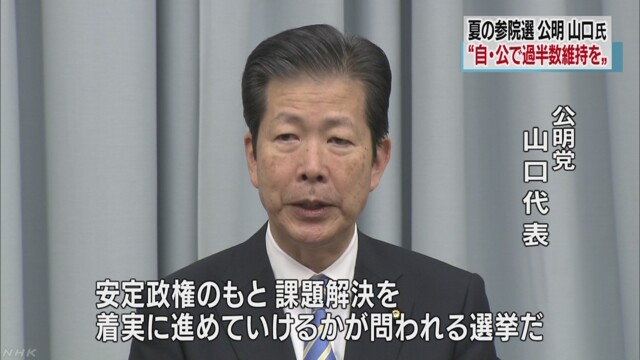 夏の参院選 公明 山口氏
“自・公で過半数維持を„
公明党
山口代表
安定政権のもと 課題解決を
着実に進めていけるかが問われる選挙だ
NHK